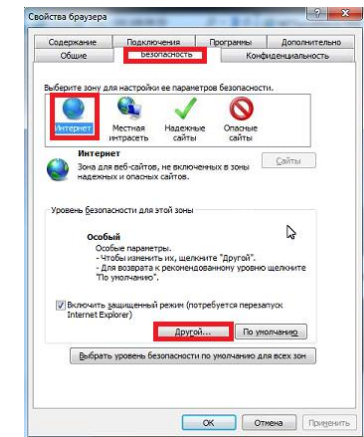 Свойства браузера
Содержание Подключения Программы Дополнительно
Общие Безопасность Конфиденциальность
Выберите зону для настройки ее параметров безопасности.
Интернет Местная интрасеть Надежные сайты Опасные сайты
Интернет
Зона для веб-сайтов, не включенных в зоны
надежных и опасных сайтов.
Сайты
Уровень безопасности для этой зоны
Особый
Особые параметры.
- Чтобы изменить их, щелкните "Другой".
- Для возврата к рекомендованному уровню щелкните
"По умолчанию".
Включить защищенный режим (потребуется перезапуск
Internet Explorer)
Другой... По умолчанию
Выбрать уровень безопасности по умолчанию для всех зон
OK Отмена Применить